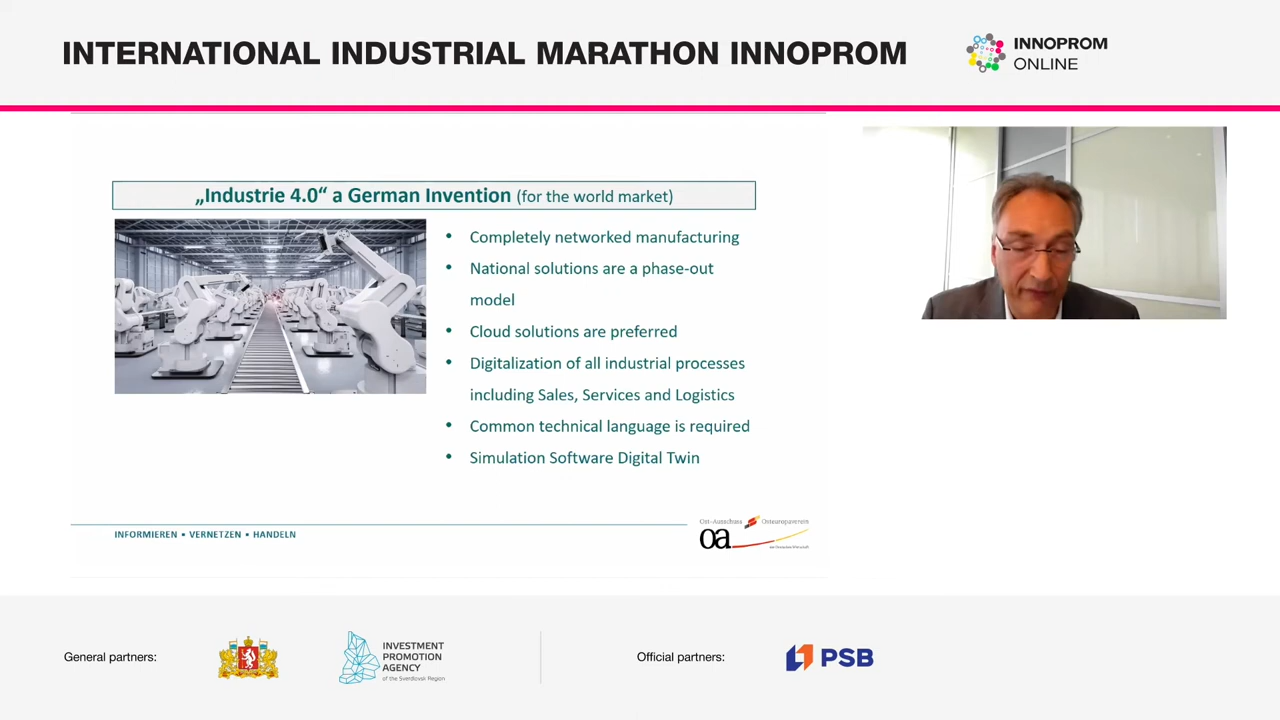 INTERNATIONAL INDUSTRIAL MARATHON INNOPROM
INNOPROM
ONLINE
„Industrie 4.0“ a German Invention (for the world market)
• Completely networked manufacturing
• National solutions are a phase-out
model
• Cloud solutions are preferred
• Digitalization of all industrial processes
including Sales, Services and Logistics
• Common technical language is required
• Simulation Software Digital Twin
INFORMIEREN ▪ VERNETZEN ▪ HANDELN
Ost-Ausschuss Osteuropaverein
oa
der Deutschen Wirtschaft
General partners:
INVESTMENT
PROMOTION
AGENCY
of the Sverdlovsk Region
Official partners:
PSB